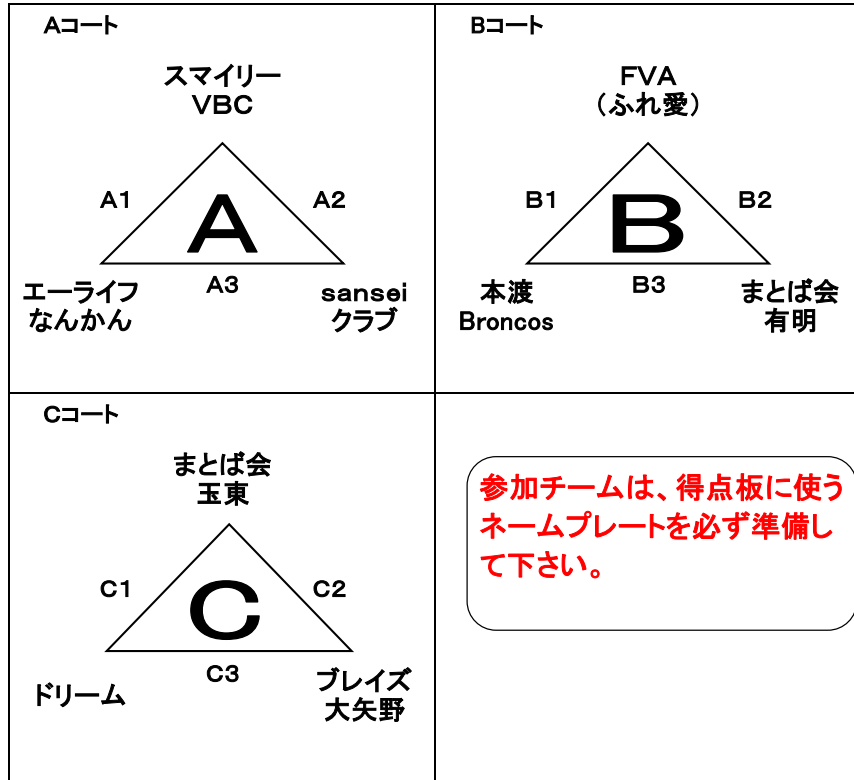 Aコート
スマイリー
VBC
A1
A
A2
A3
エーライフ
なんかん
sansei
クラブ
Bコート
FVA
（ふれ愛）
B1
B
B2
B3
本渡
Broncos
まとば会
有明
Cコート
まとば会
玉東
C1
C
C2
C3
ドリーム
ブレイズ
大矢野
参加チームは、得点板に使う
ネームプレートを必ず準備し
て下さい。